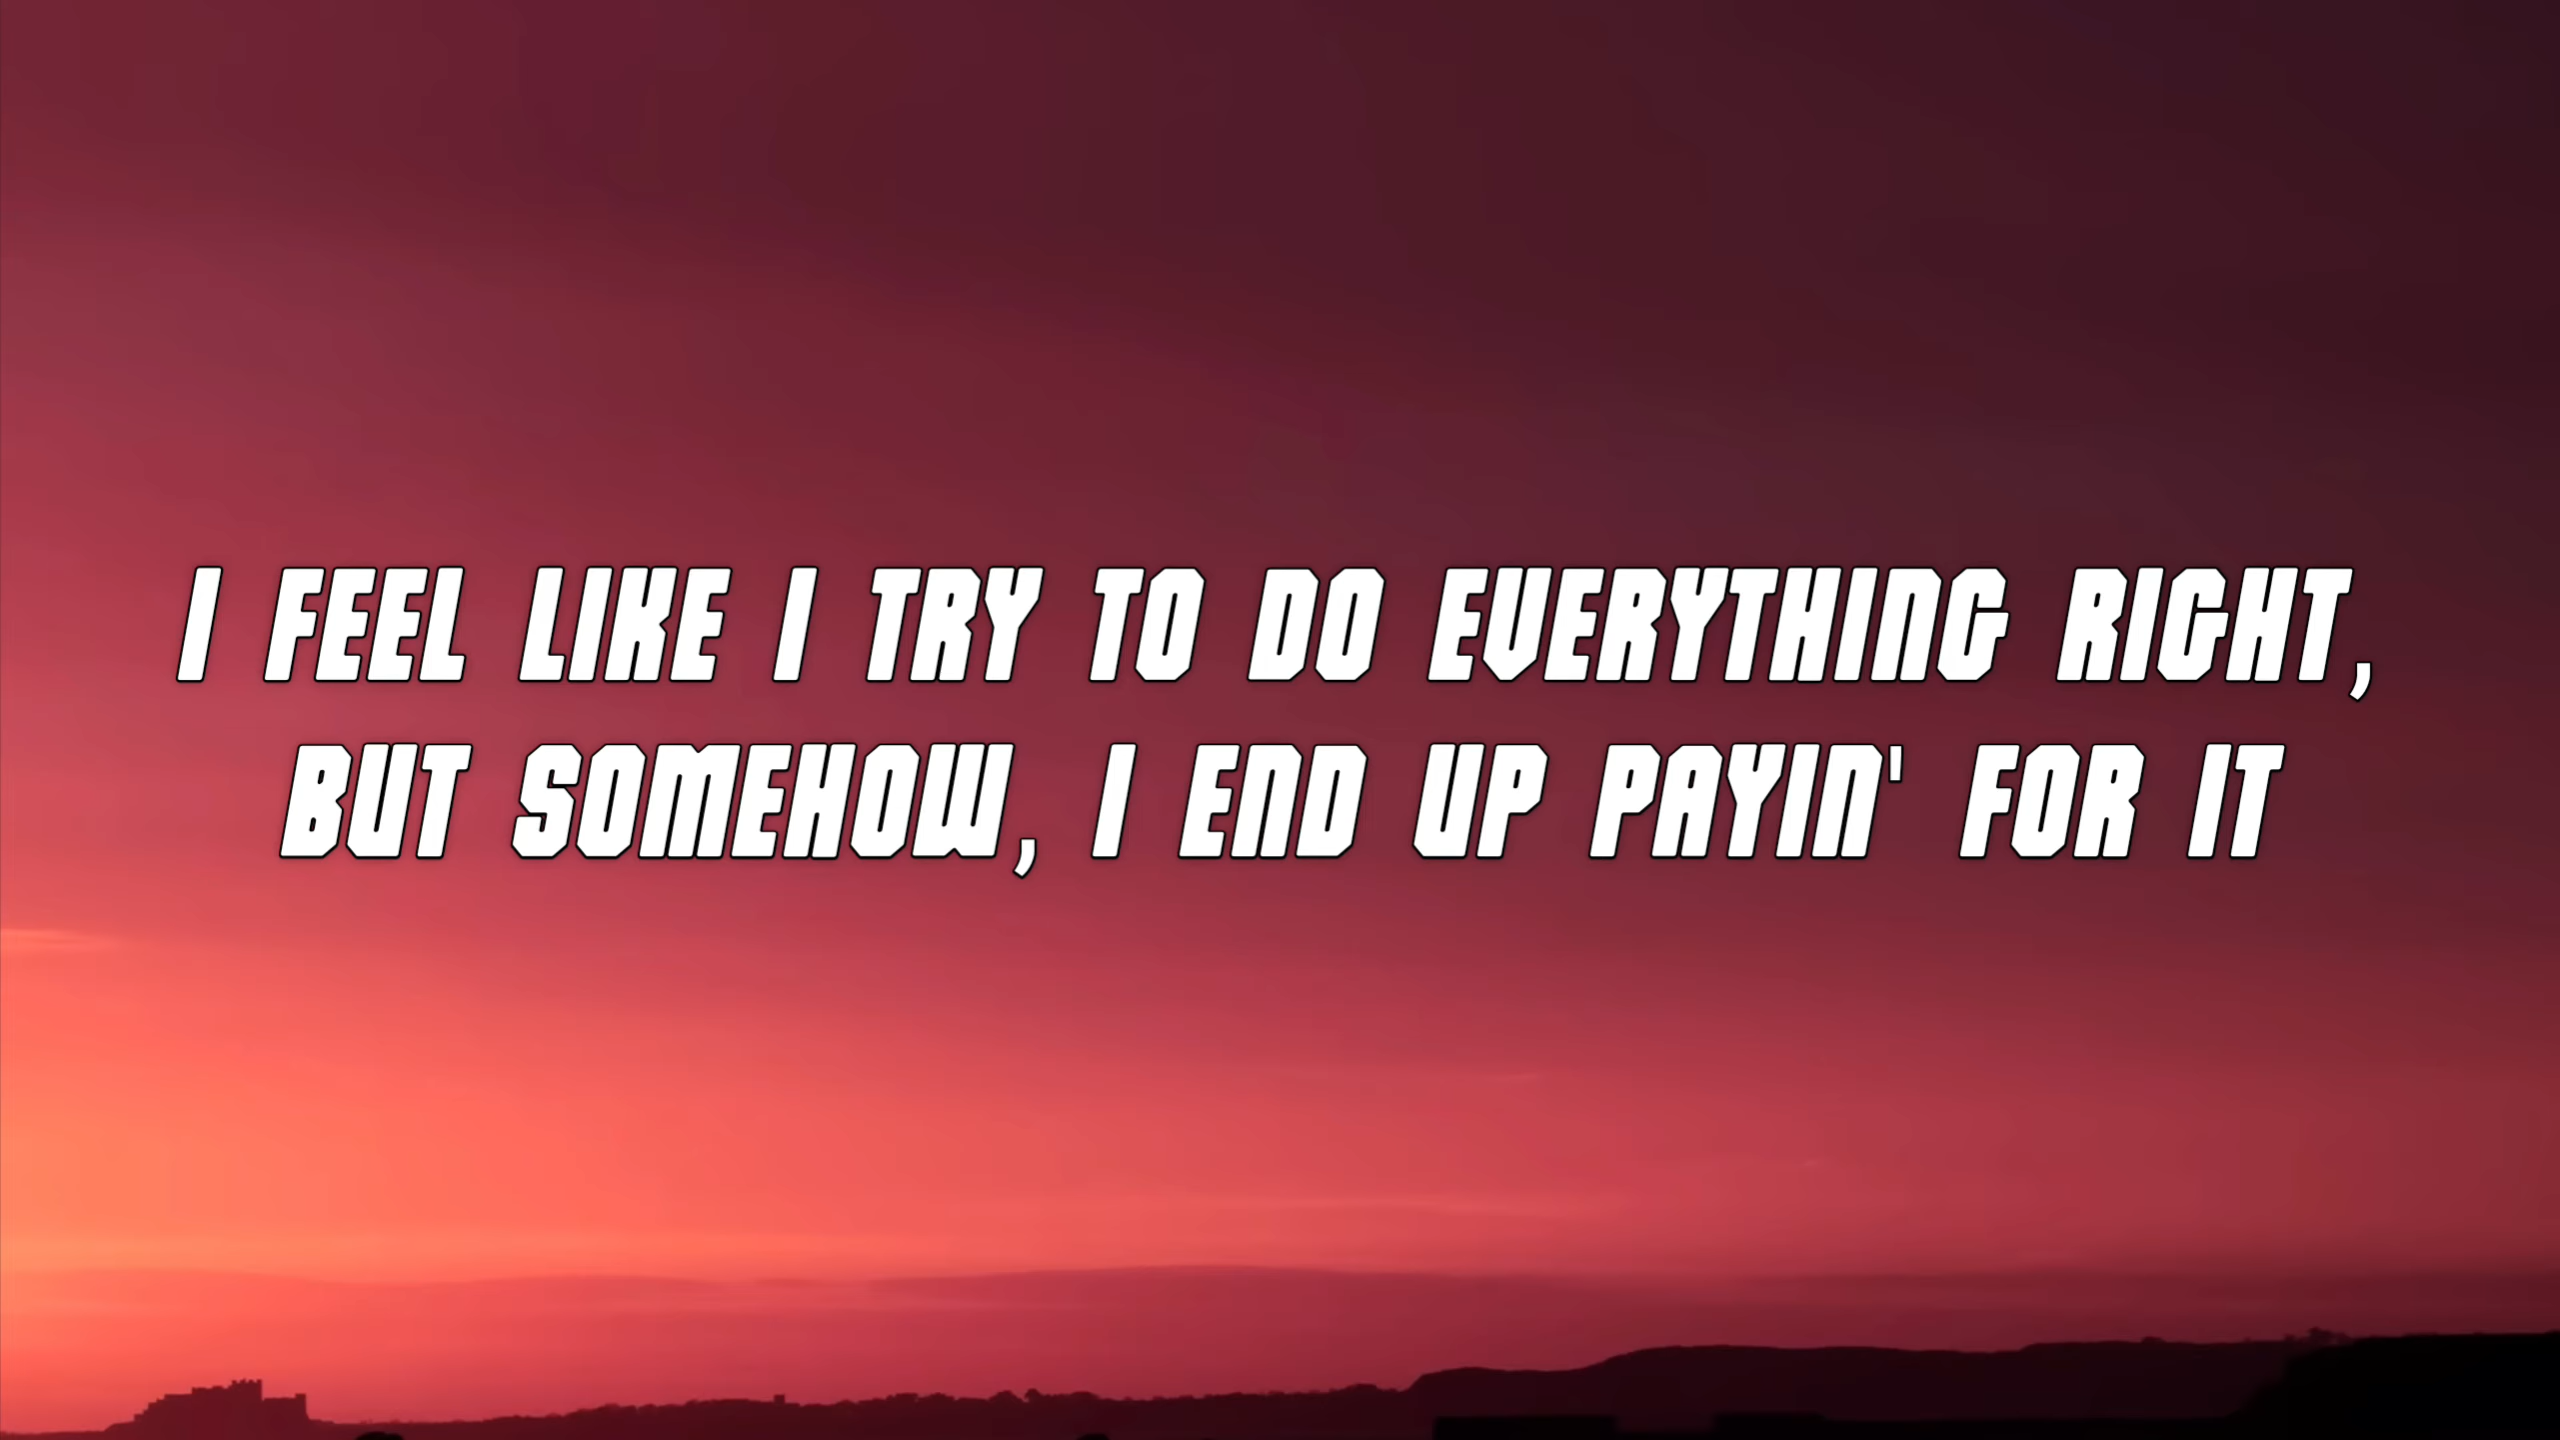 I FEEL LIKE I TRY TO DO EVERYTHING RIGHT,
BUT SOMEHOW, I END UP PAYIN' FOR IT